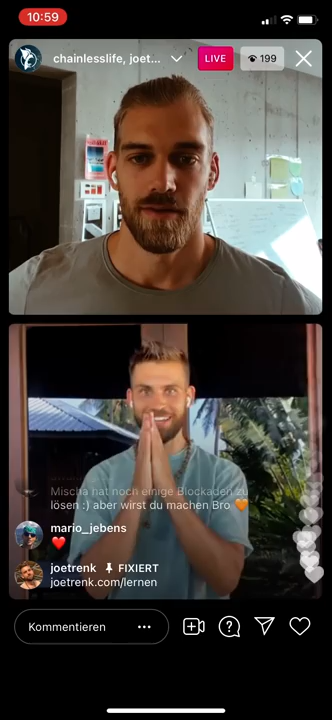 10:59
chainlesslife, joet...
LIVE
199
Mischa hat noch einige Blockaden zu
lösen :) aber wirst du machen Bro 🧡
mario_jebens
❤️
joetrenk 📌 FIXIERT
joetrenk.com/lernen
Kommentieren